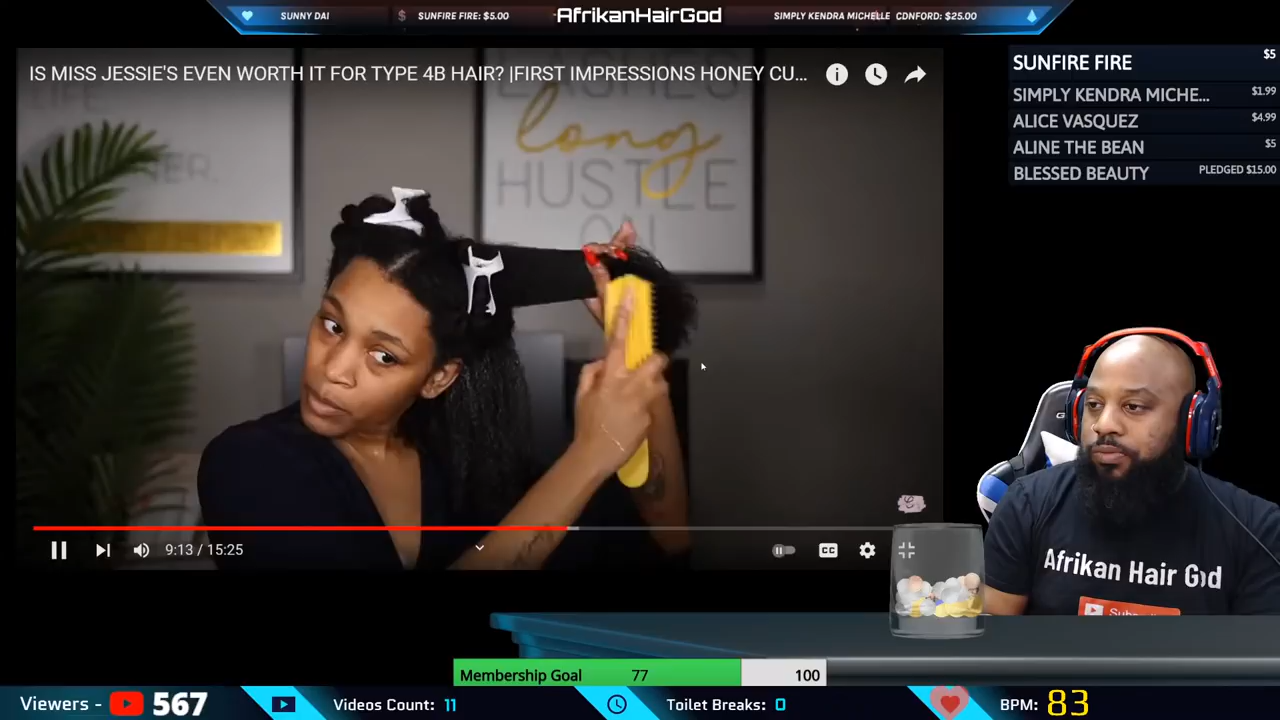 SUNNY DAI
$ SUNFIRE FIRE: $5.00
AfrikanHairGod
SIMPLY KENDRA MICHELLE CDNFORD: $25.00
IS MISS JESSIE'S EVEN WORTH IT FOR TYPE 4B HAIR? |FIRST IMPRESSIONS HONEY CU...
SUNFIRE FIRE $5
SIMPLY KENDRA MICHE... $1.99
ALICE VASQUEZ $4.99
ALINE THE BEAN $5
BLESSED BEAUTY PLEDGED $15.00
LASHES
long
HUSTLE
ON
9:13 / 15:25
CC
Afrikan Hair God
Membership Goal 77 100
Viewers - 567
Videos Count: 11
Toilet Breaks: 0
BPM: 83